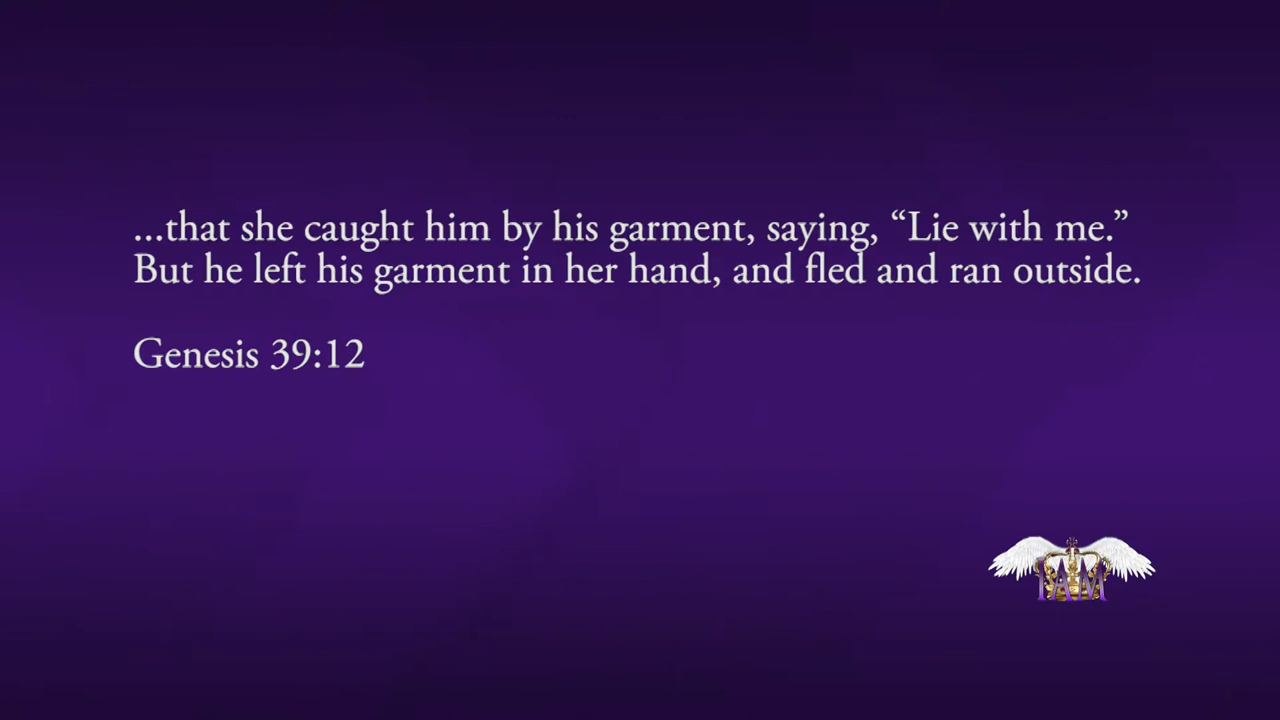 ...that she caught him by his garment, saying, “Lie with me.”
But he left his garment in her hand, and fled and ran outside.
Genesis 39:12
IAM